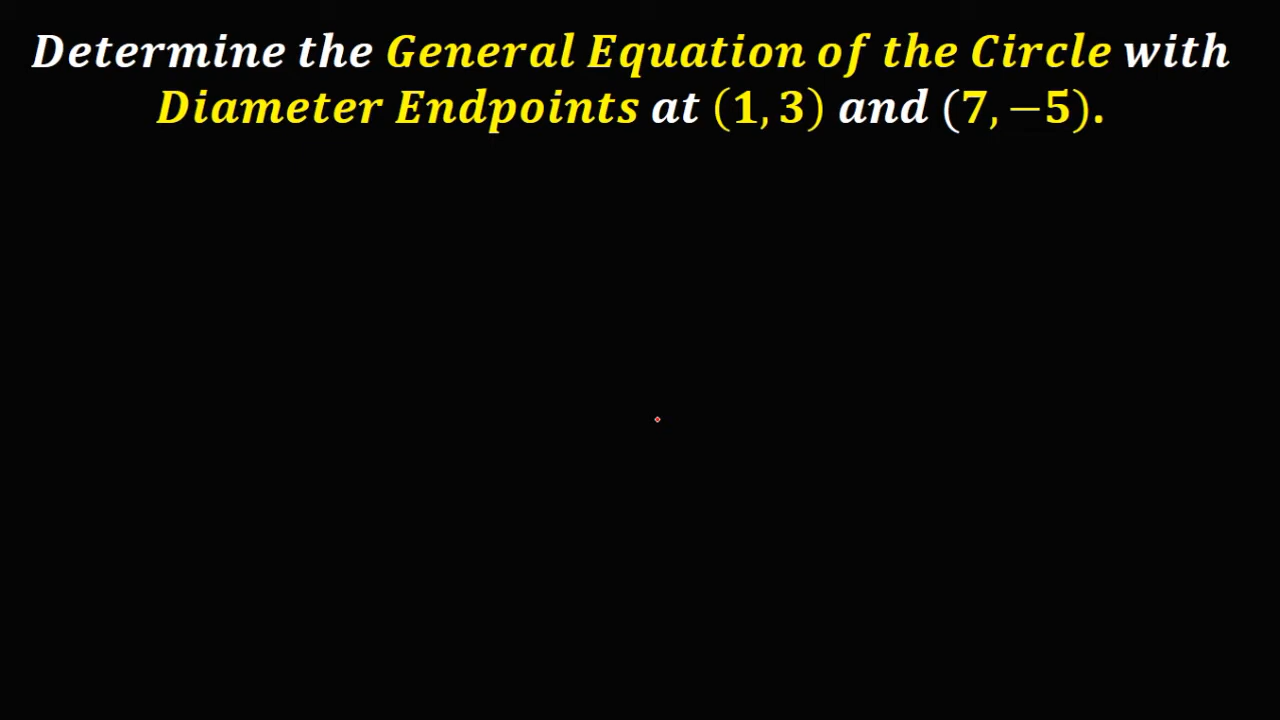 Determine the General Equation of the Circle with
Diameter Endpoints at (1, 3) and (7, −5).